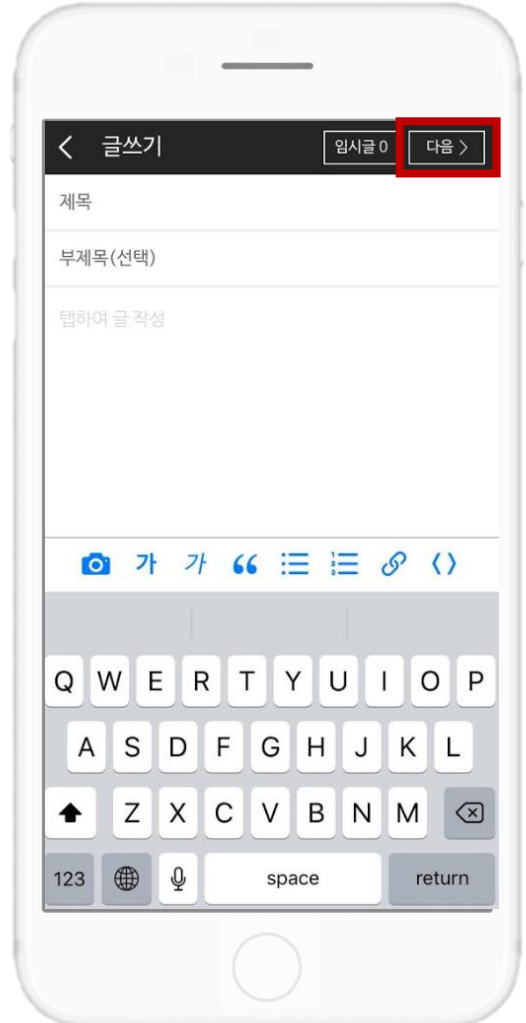 글쓰기 임시글 0 다음 >
제목
부제목(선택)
탭하여 글 작성
가 가
Q W E R T Y U I O P
A S D F G H J K L
Z X C V B N M
123 space return